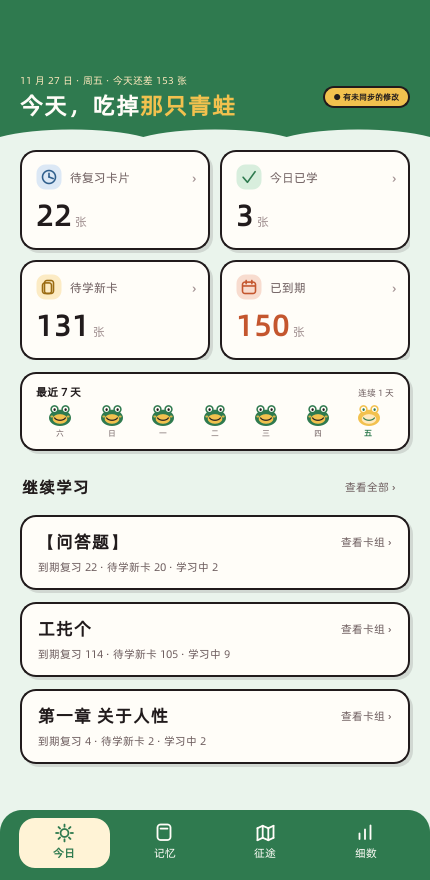 11 月 27 日 · 周五 · 今天还差 153 张
今天，吃掉那只青蛙
● 有未同步的修改
待复习卡片 ›
22 张
今日已学 ›
3 张
待学新卡 ›
131 张
已到期 ›
150 张
最近 7 天
连续 1 天
六 日 一 二 三 四 五
继续学习
查看全部 ›
【问答题】
查看卡组 ›
到期复习 22 · 待学新卡 20 · 学习中 2
工托个
查看卡组 ›
到期复习 114 · 待学新卡 105 · 学习中 9
第一章 关于人性
查看卡组 ›
到期复习 4 · 待学新卡 2 · 学习中 2
今日 记忆 征途 细数